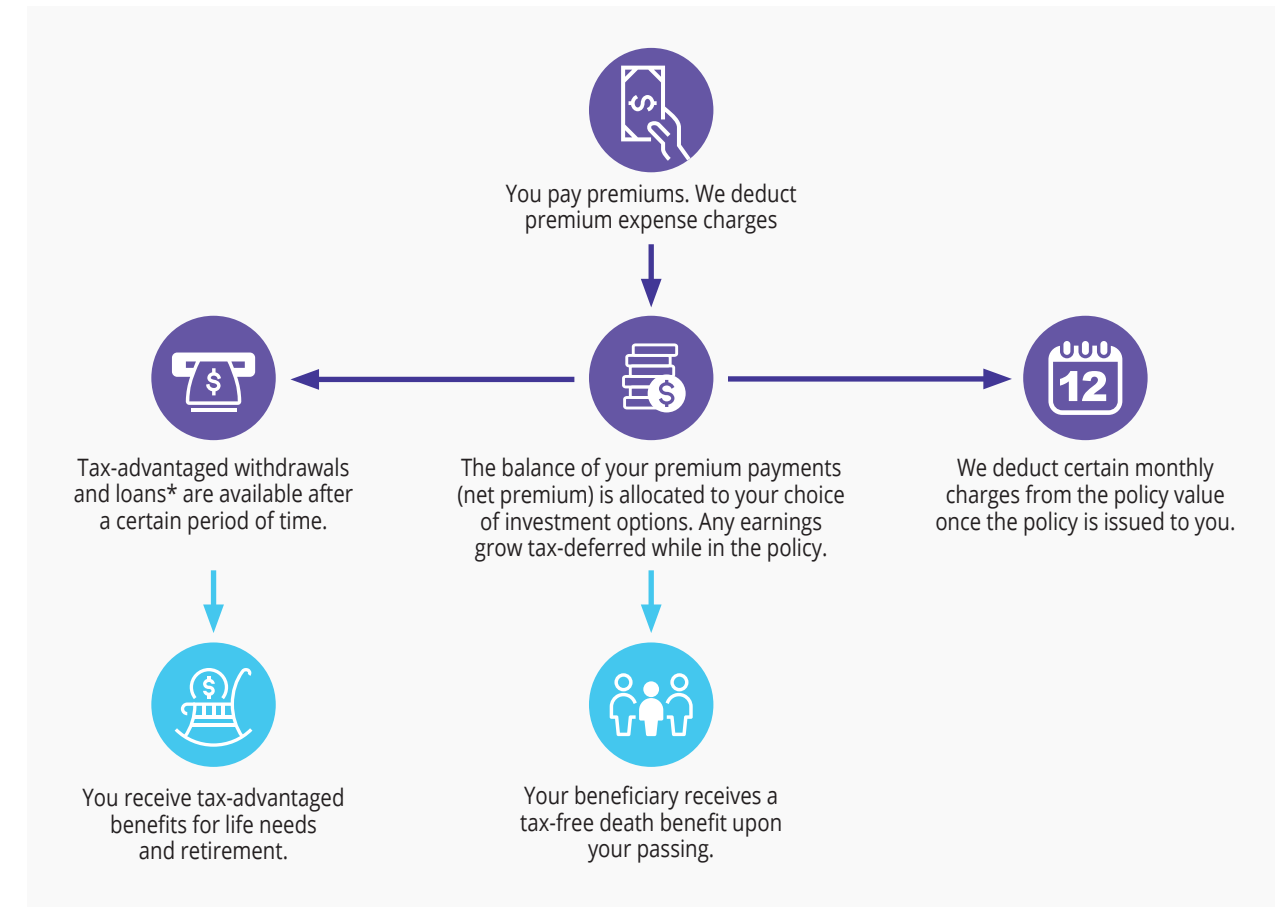 $
You pay premiums. We deduct
premium expense charges
$
Tax-advantaged withdrawals
and loans* are available after
a certain period of time.
$
The balance of your premium payments
(net premium) is allocated to your choice
of investment options. Any earnings
grow tax-deferred while in the policy.
12
We deduct certain monthly
charges from the policy value
once the policy is issued to you.
$
You receive tax-advantaged
benefits for life needs
and retirement.
Your beneficiary receives a
tax-free death benefit upon
your passing.